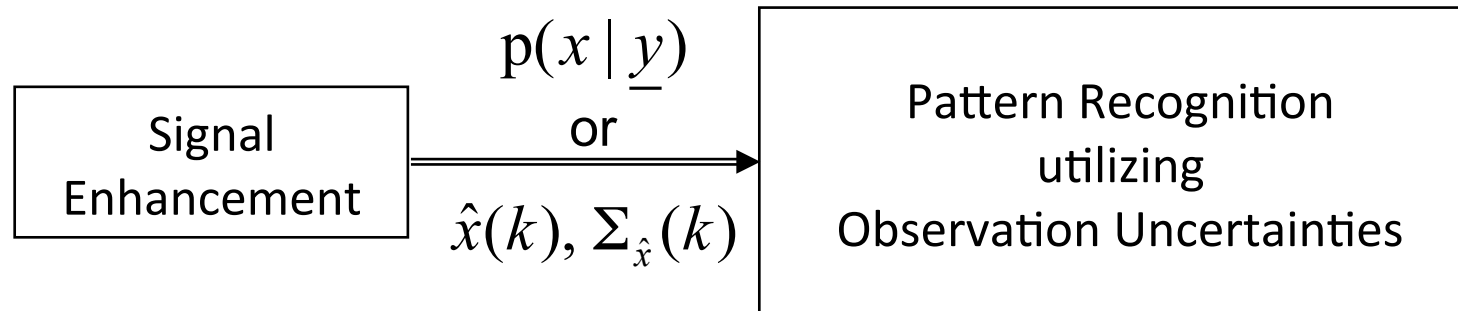 Signal
Enhancement
p(x | y)
or
x̂(k), Σ_x̂(k)
Pattern Recognition
utilizing
Observation Uncertainties